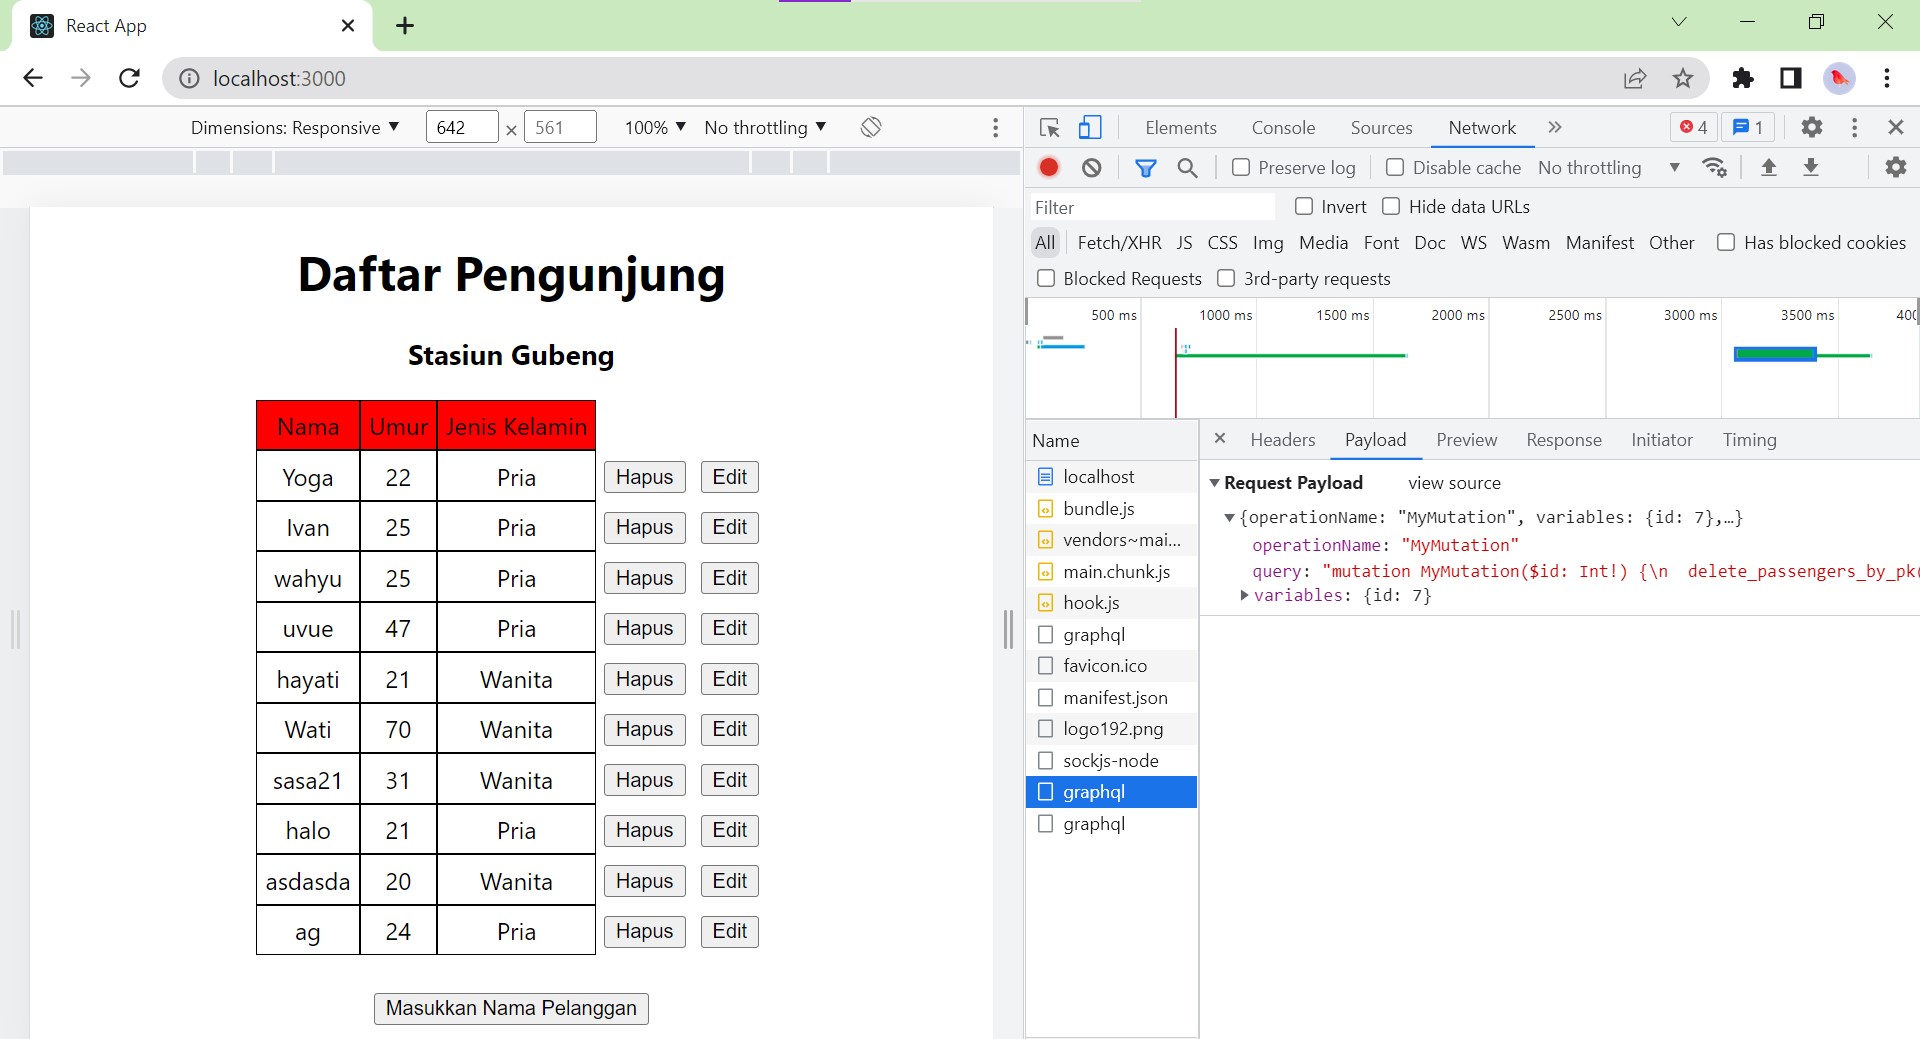 React App
localhost:3000
Dimensions: Responsive ▼ 642 × 561 100% ▼ No throttling ▼
Daftar Pengunjung
Stasiun Gubeng
Nama Umur Jenis Kelamin
Yoga 22 Pria Hapus Edit
Ivan 25 Pria Hapus Edit
wahyu 25 Pria Hapus Edit
uvue 47 Pria Hapus Edit
hayati 21 Wanita Hapus Edit
Wati 70 Wanita Hapus Edit
sasa21 31 Wanita Hapus Edit
halo 21 Pria Hapus Edit
asdasda 20 Wanita Hapus Edit
ag 24 Pria Hapus Edit
Masukkan Nama Pelanggan
Elements Console Sources Network 4 1
Preserve log Disable cache No throttling ▼
Filter Invert Hide data URLs
All Fetch/XHR JS CSS Img Media Font Doc WS Wasm Manifest Other Has blocked cookies
Blocked Requests 3rd-party requests
500 ms 1000 ms 1500 ms 2000 ms 2500 ms 3000 ms 3500 ms
Name
localhost
bundle.js
vendors~mai...
main.chunk.js
hook.js
graphql
favicon.ico
manifest.json
logo192.png
sockjs-node
graphql
graphql
Headers Payload Preview Response Initiator Timing
Request Payload view source
{operationName: "MyMutation", variables: {id: 7},…}
operationName: "MyMutation"
query: "mutation MyMutation($id: Int!) {\n  delete_passengers_by_pk(
variables: {id: 7}